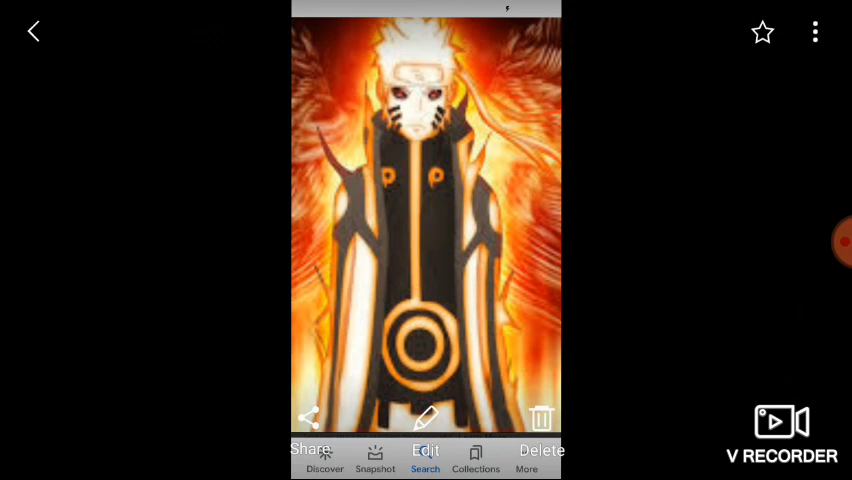 Share
Edit
Delete
Discover
Snapshot
Search
Collections
More
V RECORDER